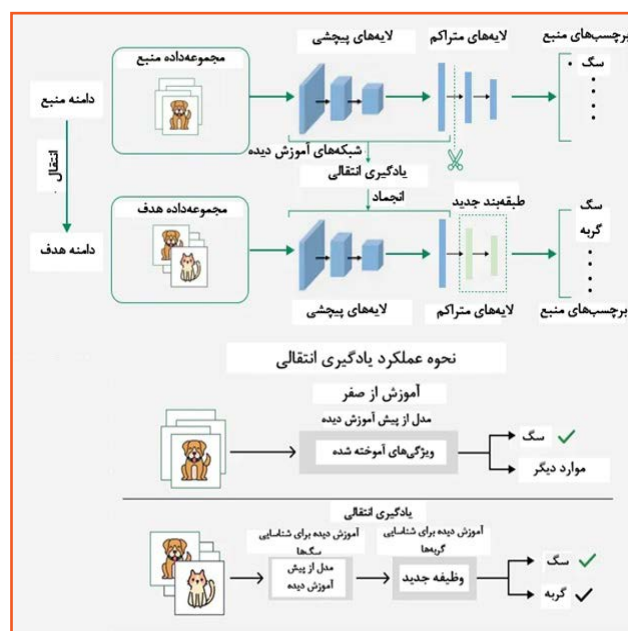 برچسب‌های منبع
لایه‌های متراکم
لایه‌های پیچشی
مجموعه‌داده منبع
سگ
دامنه منبع
شبکه‌های آموزش دیده
انتقال
یادگیری انتقالی
انجماد
طبقه‌بند جدید
مجموعه‌داده هدف
سگ
گربه
دامنه هدف
برچسب‌های منبع
لایه‌های متراکم
لایه‌های پیچشی
نحوه عملکرد یادگیری انتقالی
آموزش از صفر
مدل از پیش آموزش دیده
ویژگی‌های آموخته شده
سگ
موارد دیگر
یادگیری انتقالی
آموزش دیده برای شناسایی
سگ‌ها
مدل از پیش
آموزش دیده
آموزش دیده برای شناسایی
گربه‌ها
وظیفه جدید
سگ
گربه